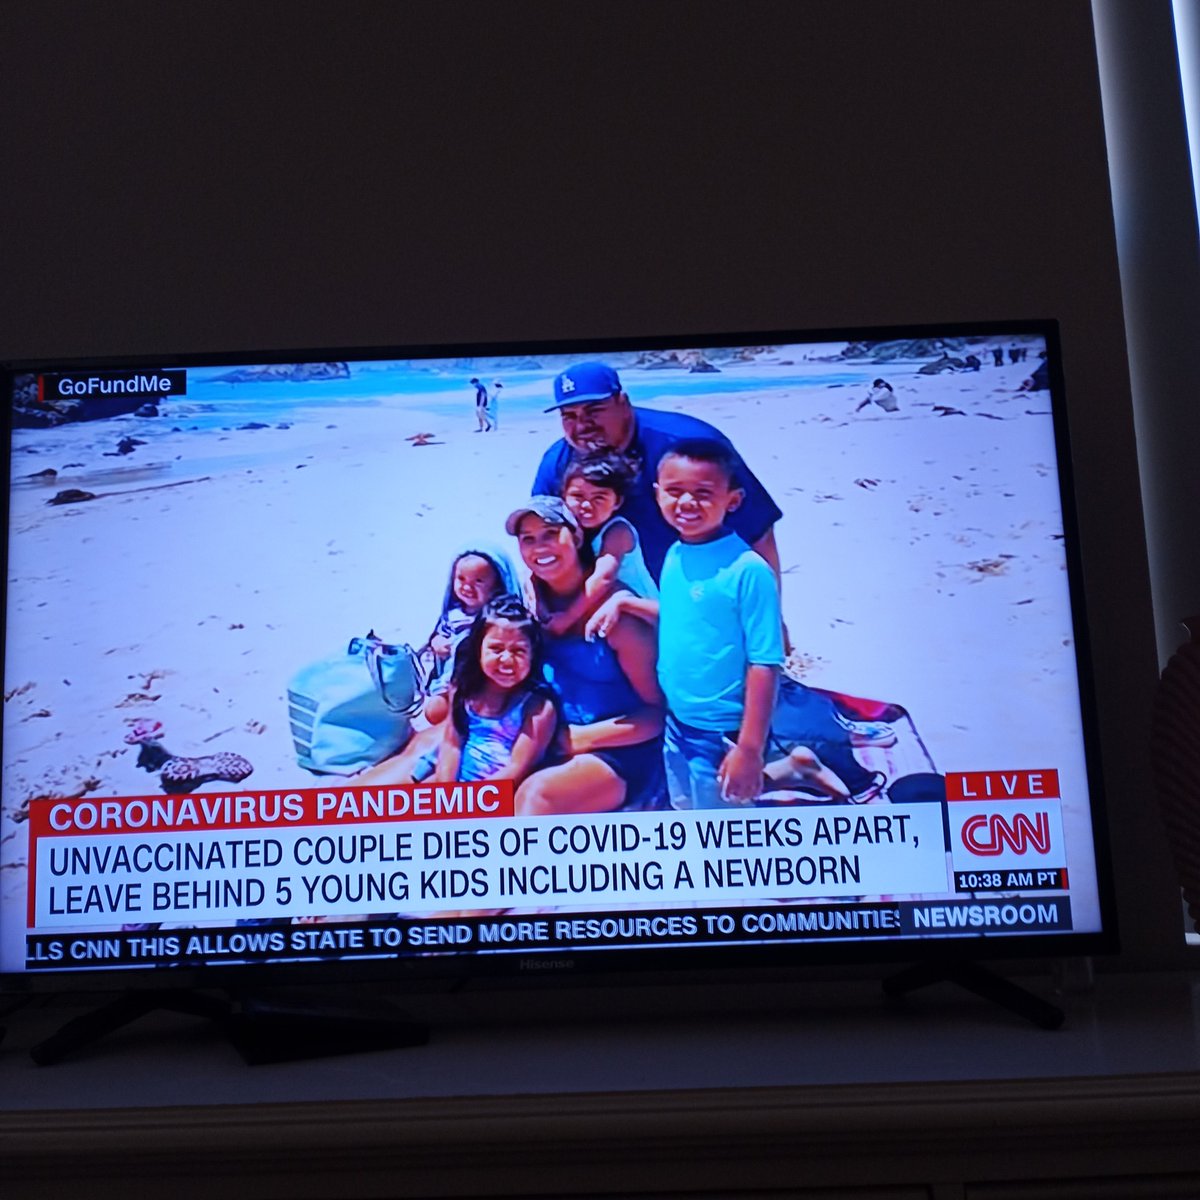 GoFundMe
LA
CORONAVIRUS PANDEMIC
UNVACCINATED COUPLE DIES OF COVID-19 WEEKS APART,
LEAVE BEHIND 5 YOUNG KIDS INCLUDING A NEWBORN
LIVE
CNN
10:38 AM PT
LLS CNN THIS ALLOWS STATE TO SEND MORE RESOURCES TO COMMUNITIES
NEWSROOM
Hisense